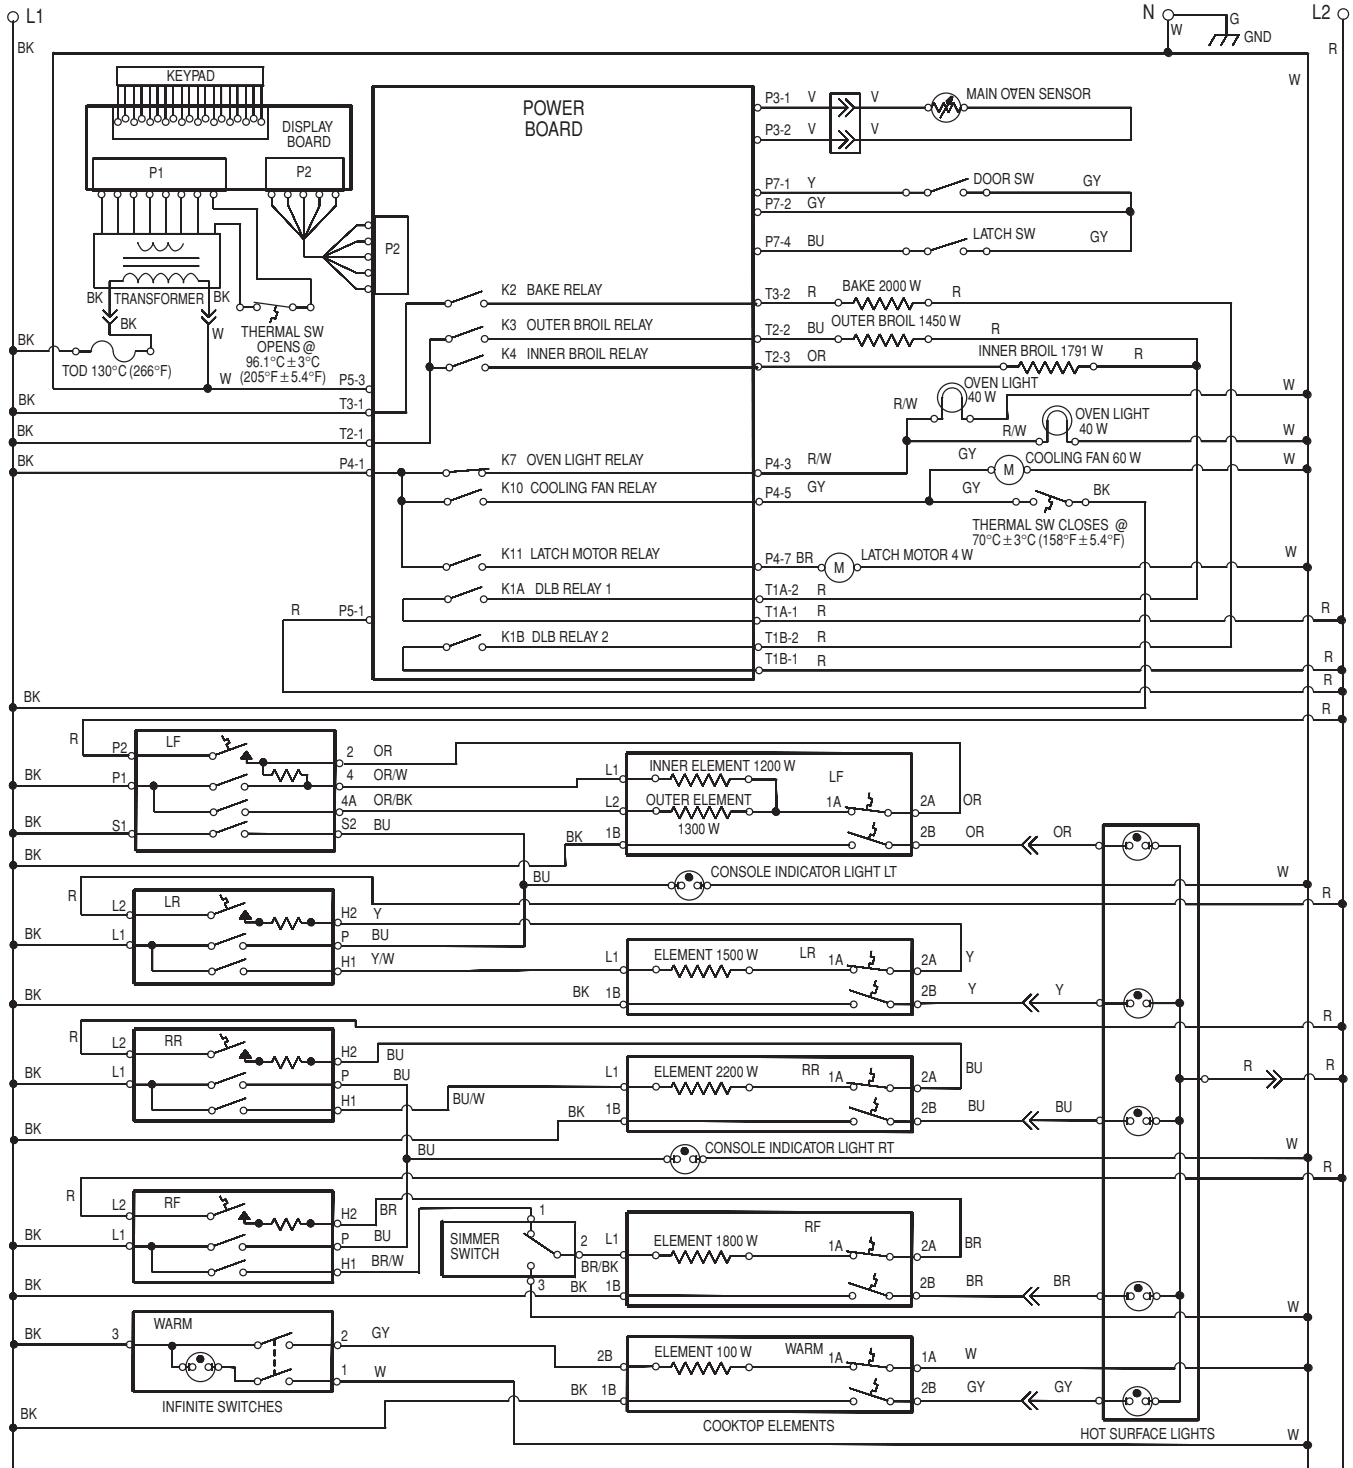 L1
N
L2
G
W
GND
BK
R
W
KEYPAD
DISPLAY
BOARD
P1
P2
P2
POWER
BOARD
BK
TRANSFORMER
BK
BK
W
THERMAL SW
OPENS @
96.1°C ± 3°C
(205°F ± 5.4°F)
BK
TOD 130°C (266°F)
W
P5-3
BK
T3-1
BK
T2-1
BK
P4-1
R
P5-1
K2 BAKE RELAY
K3 OUTER BROIL RELAY
K4 INNER BROIL RELAY
K7 OVEN LIGHT RELAY
K10 COOLING FAN RELAY
K11 LATCH MOTOR RELAY
K1A DLB RELAY 1
K1B DLB RELAY 2
P3-1 V V MAIN OVEN SENSOR
P3-2 V V
P7-1 Y DOOR SW GY
P7-2 GY
P7-4 BU LATCH SW GY
T3-2 R BAKE 2000 W R
T2-2 BU OUTER BROIL 1450 W R
T2-3 OR INNER BROIL 1791 W R
OVEN LIGHT
40 W
W
R/W
OVEN LIGHT
40 W
R/W
W
P4-3 R/W
GY M COOLING FAN 60 W W
P4-5 GY GY BK
THERMAL SW CLOSES @
70°C ± 3°C (158°F ± 5.4°F)
P4-7 BR M LATCH MOTOR 4 W W
T1A-2 R
T1A-1 R R
T1B-2 R
T1B-1 R R
R
BK
R
R
P2 LF 2 OR
BK P1 4 OR/W
4A OR/BK
BK S1 S2 BU
BK
L1 INNER ELEMENT 1200 W LF
L2 OUTER ELEMENT 1A 2A OR
1300 W
BK 1B 2B OR OR
BU
CONSOLE INDICATOR LIGHT LT
W
R
R
L2 LR H2 Y
BK L1 P BU
H1 Y/W
L1 ELEMENT 1500 W LR 1A 2A Y
BK
BK 1B 2B Y Y
R
R
L2 RR H2 BU
BK L1 P BU
H1 BU/W
L1 ELEMENT 2200 W RR 1A 2A BU
R R
BK 1B 2B BU BU
BK
BU
CONSOLE INDICATOR LIGHT RT
W
R
R
L2 RF H2 BR
BK L1 P BU
H1 BR/W
SIMMER
SWITCH
1
2
BR/BK
3
L1 ELEMENT 1800 W RF 1A 2A BR
BK
BK 1B 2B BR BR
W
BK 3 WARM 2 GY
1 W
INFINITE SWITCHES
2B ELEMENT 100 W WARM 1A 1A W
BK 1B 2B GY GY
BK
COOKTOP ELEMENTS
HOT SURFACE LIGHTS
W